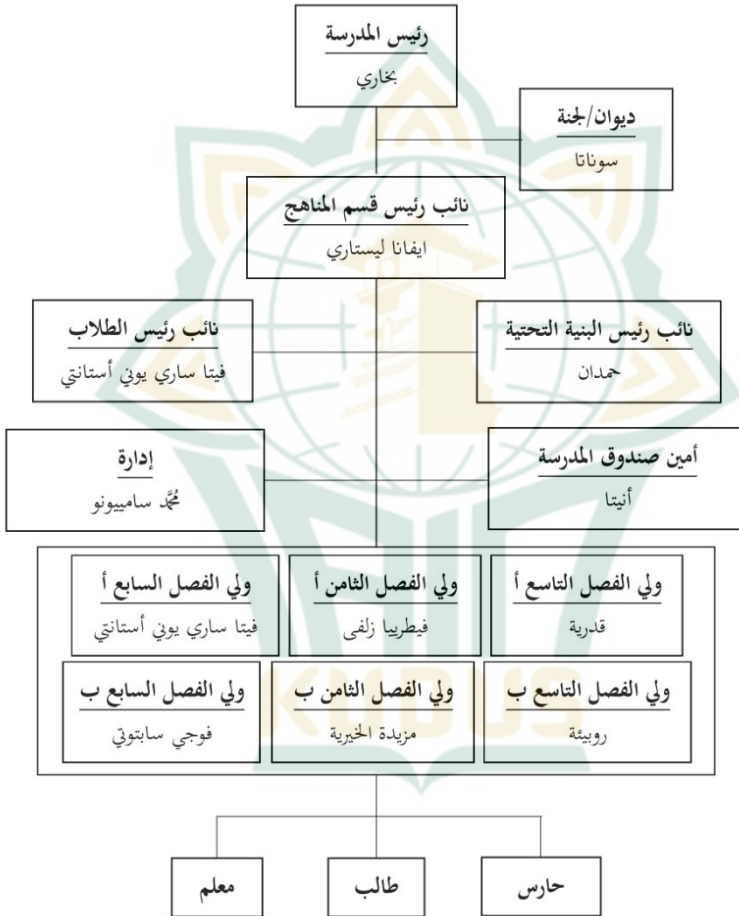 رئيس المدرسة
بخاري
ديوان/لجنة
سوناتا
نائب رئيس قسم المناهج
ايفانا ليستاري
نائب رئيس البنية التحتية
حمدان
نائب رئيس الطلاب
فيتا ساري يوني أستانتي
أمين صندوق المدرسة
أنيتا
إدارة
مُحَّد سامييونو
ولي الفصل التاسع أ
قدرية
ولي الفصل الثامن أ
فيطرييا زلفى
ولي الفصل السابع أ
فيتا ساري يوني أستانتي
ولي الفصل التاسع ب
روبيئة
ولي الفصل الثامن ب
مزيدة الخيرية
ولي الفصل السابع ب
فوجي سابتوتي
KUDUS
حارس
طالب
معلم